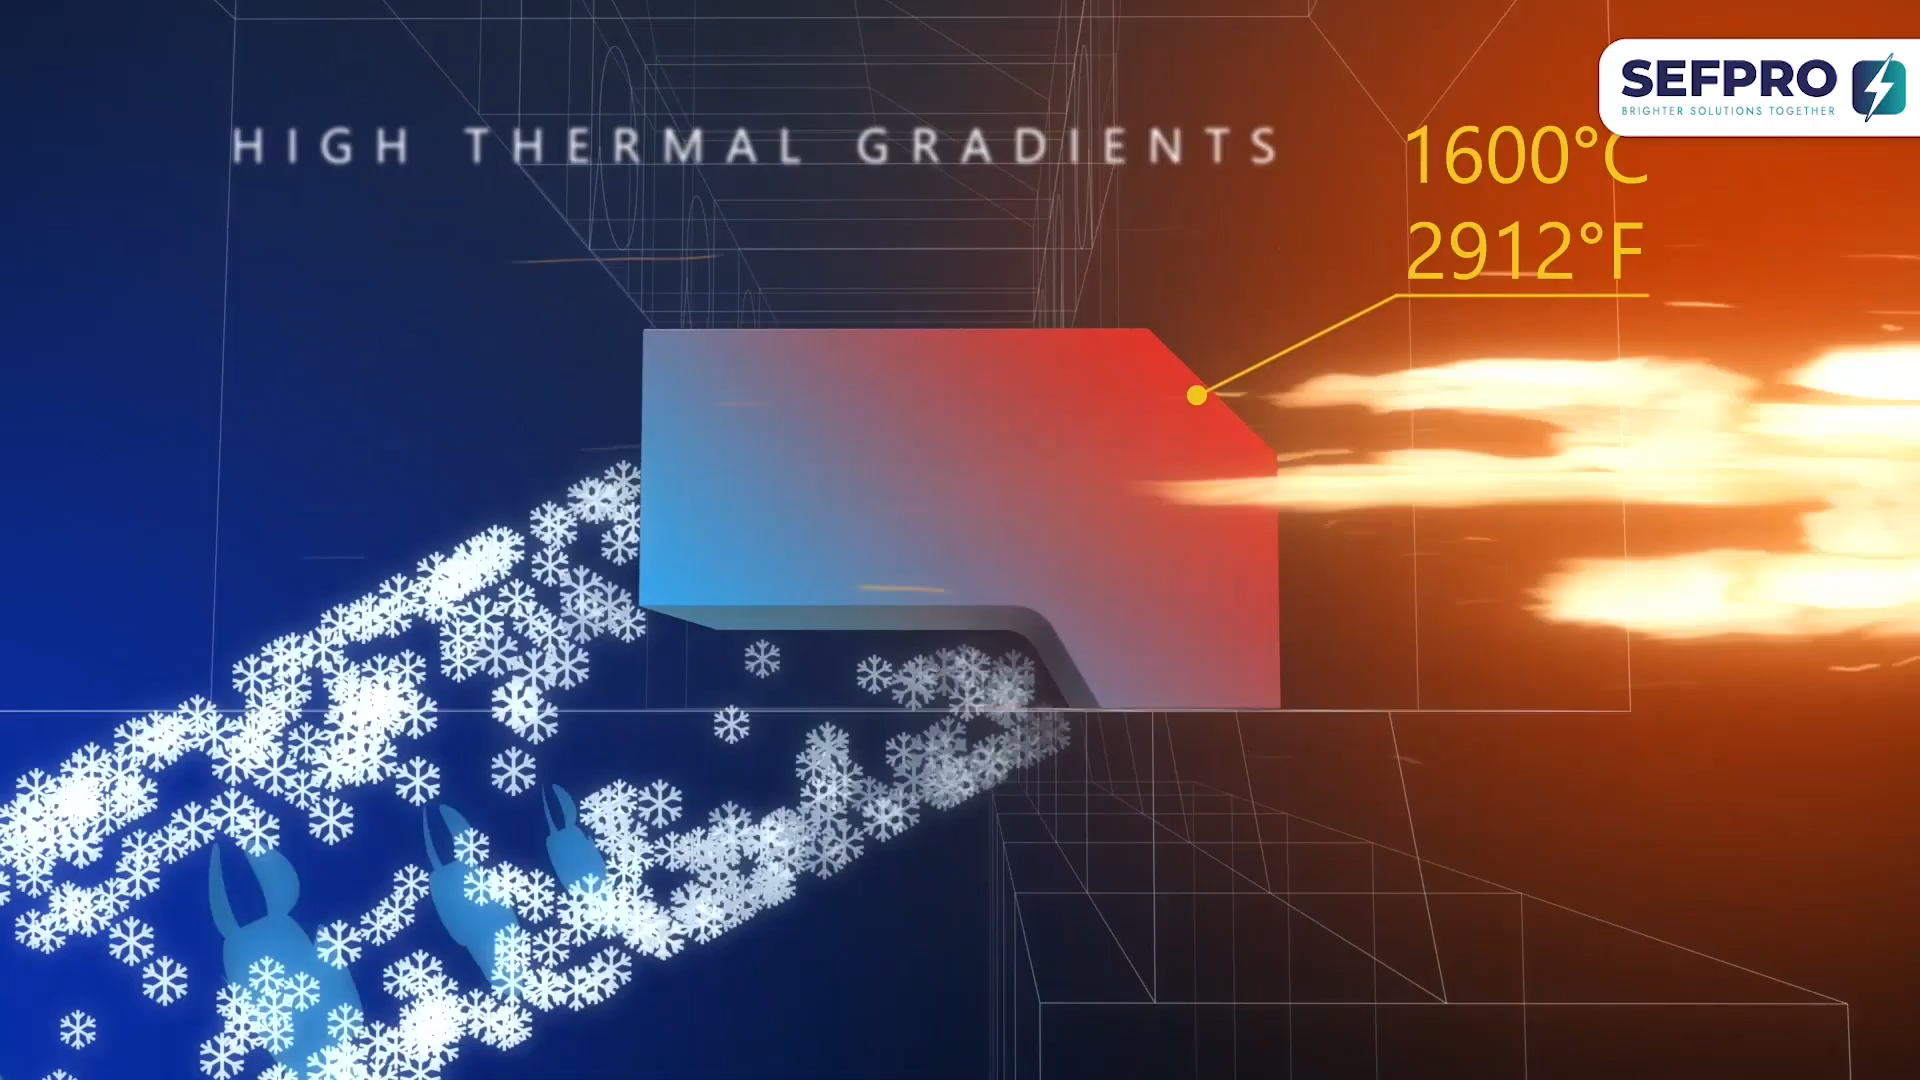 SEFPRO
BRIGHTER SOLUTIONS TOGETHER
HIGH THERMAL GRADIENTS
1600°C
2912°F